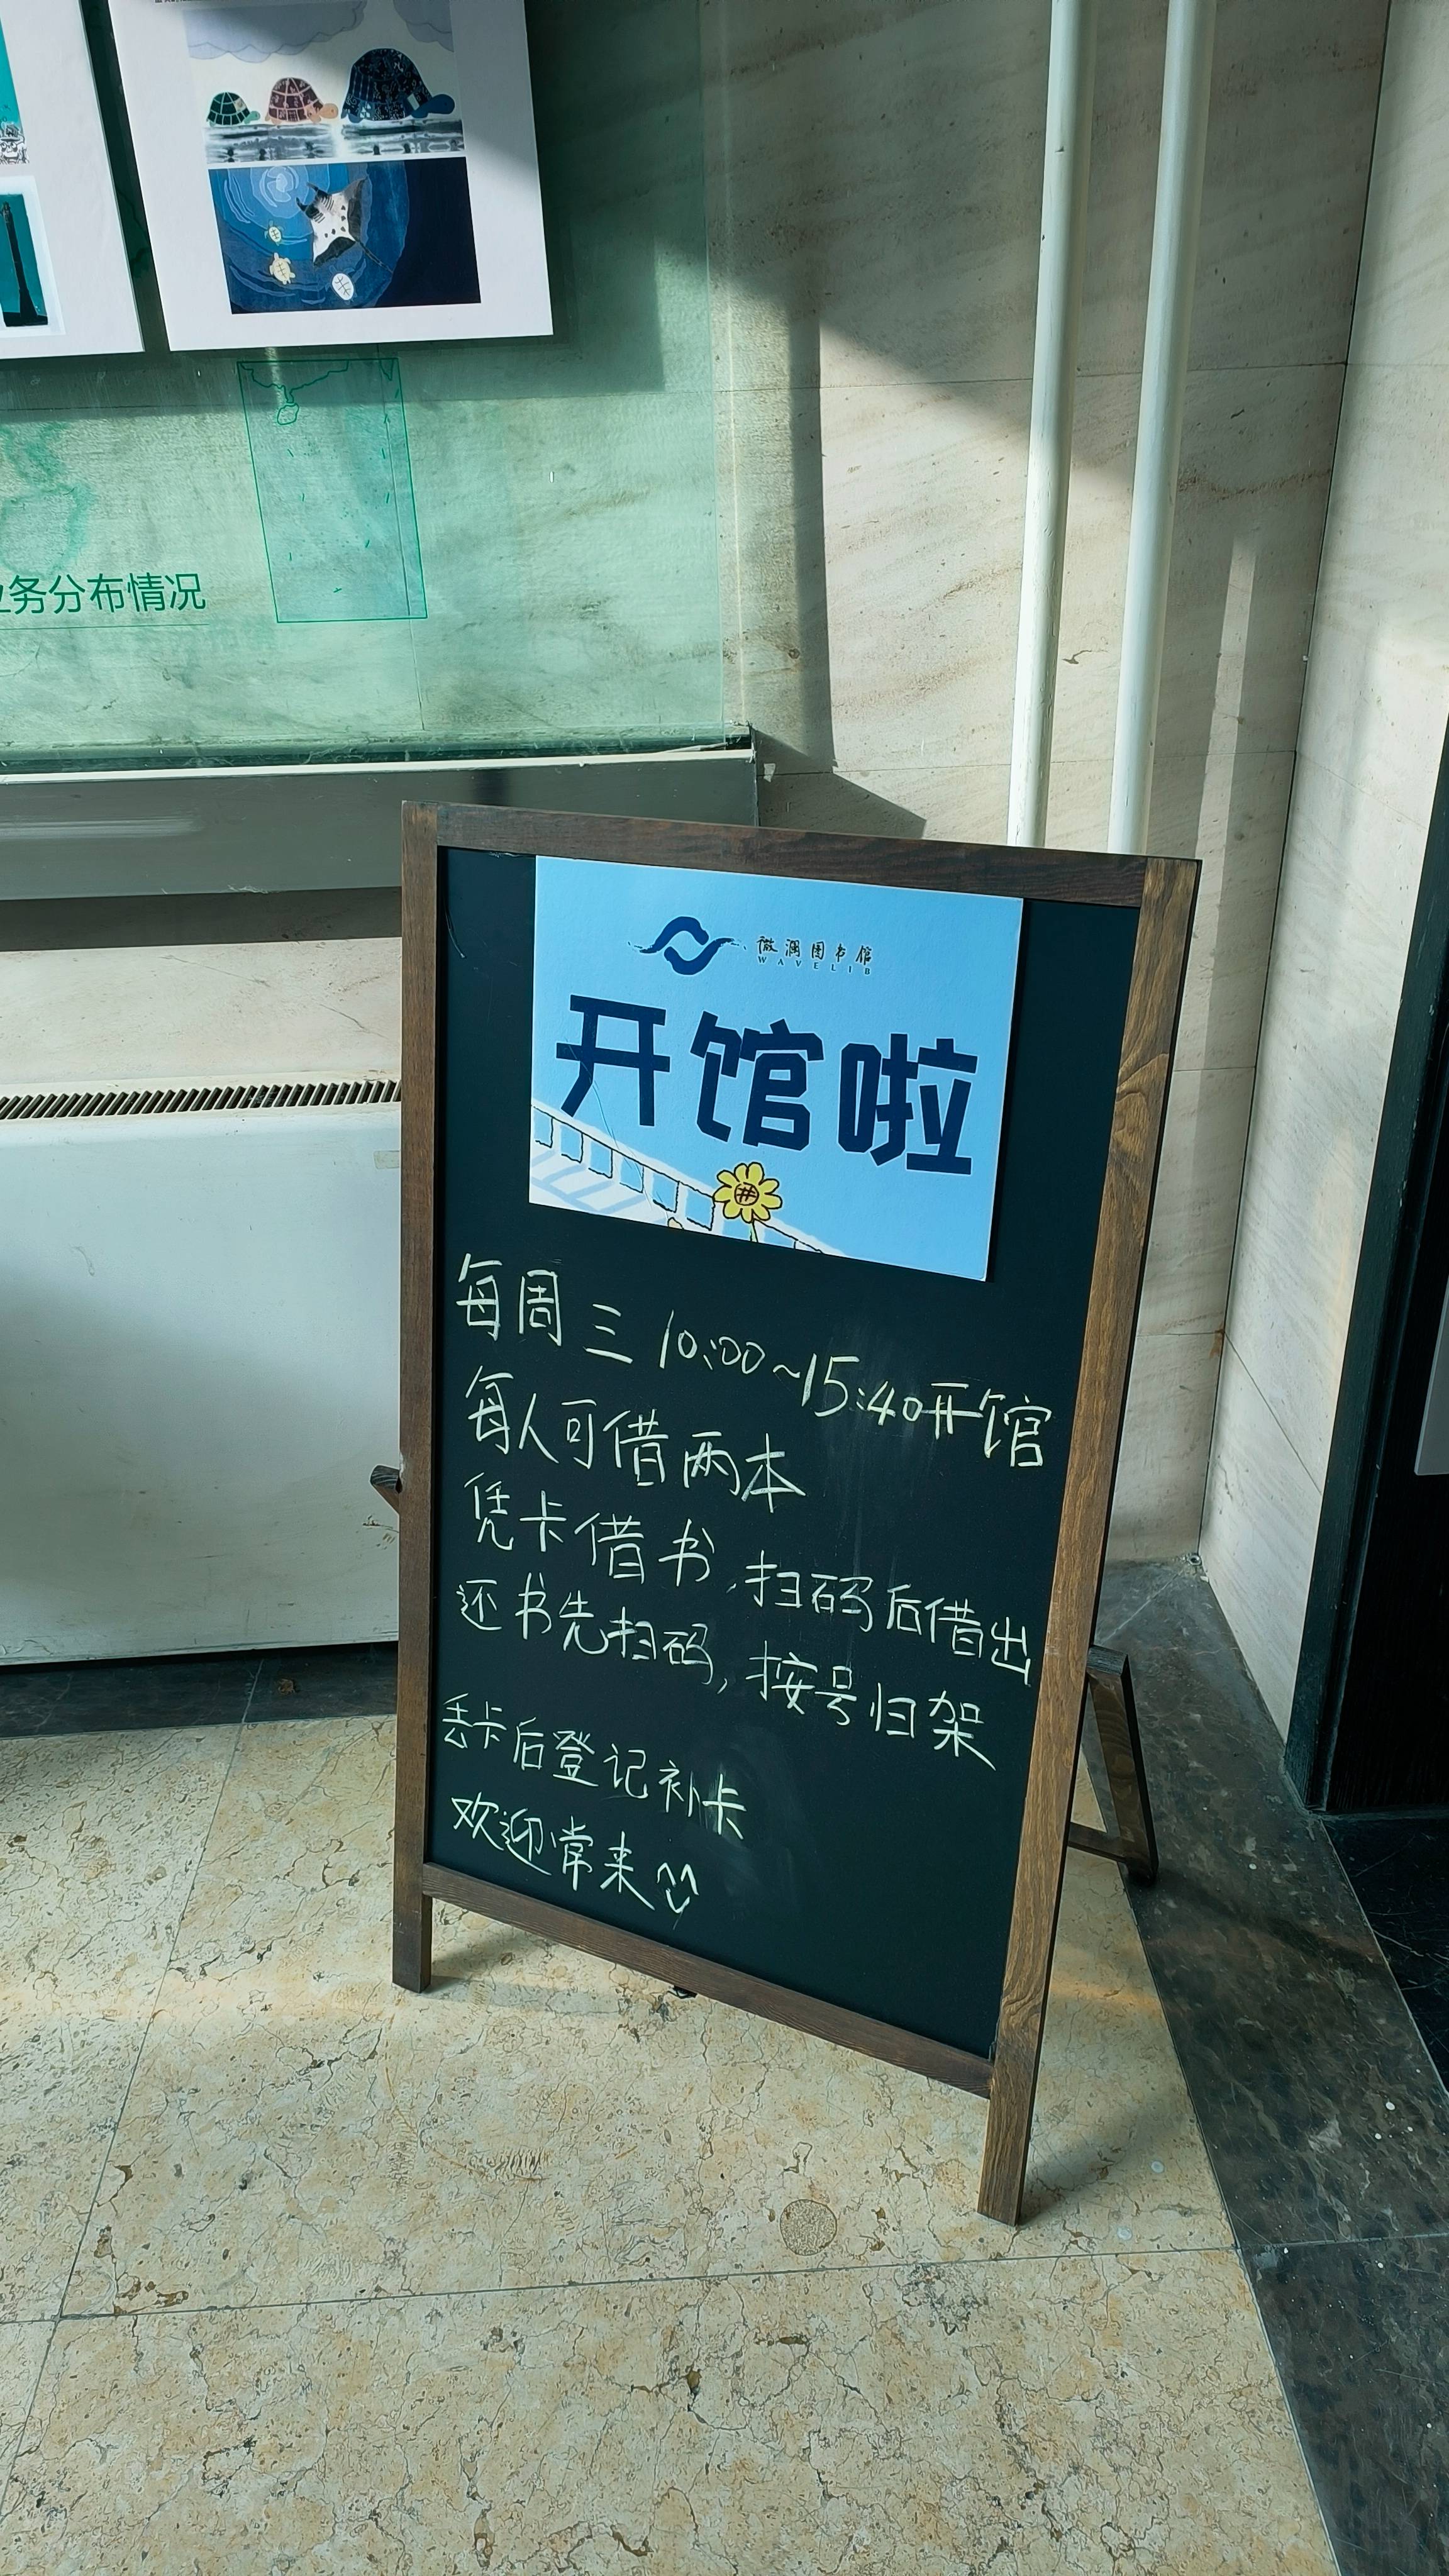 业务分布情况
微澜图书馆
WAVELIB
开馆啦
每周三 10:00~15:40开馆
每人可借两本
凭卡借书,扫码后借出
还书先扫码,按号归架
丢卡后登记补卡
欢迎常来